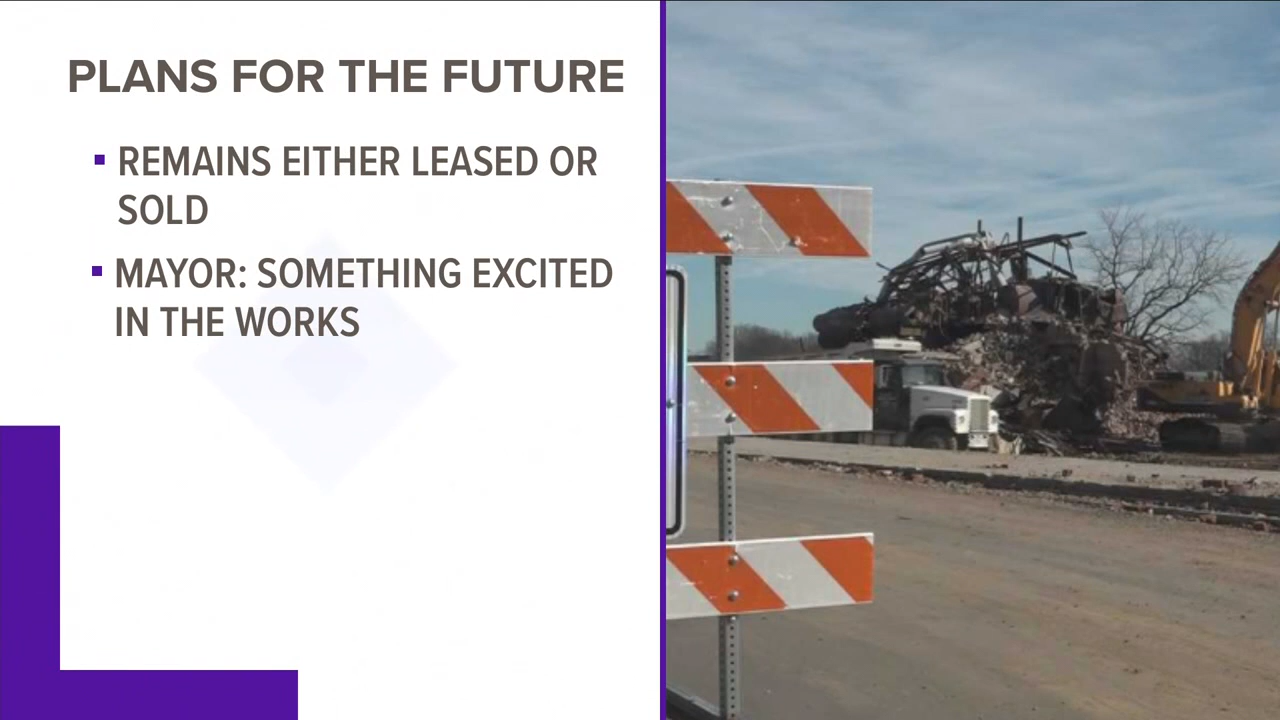 PLANS FOR THE FUTURE
▪ REMAINS EITHER LEASED OR
SOLD
▪ MAYOR: SOMETHING EXCITED
IN THE WORKS